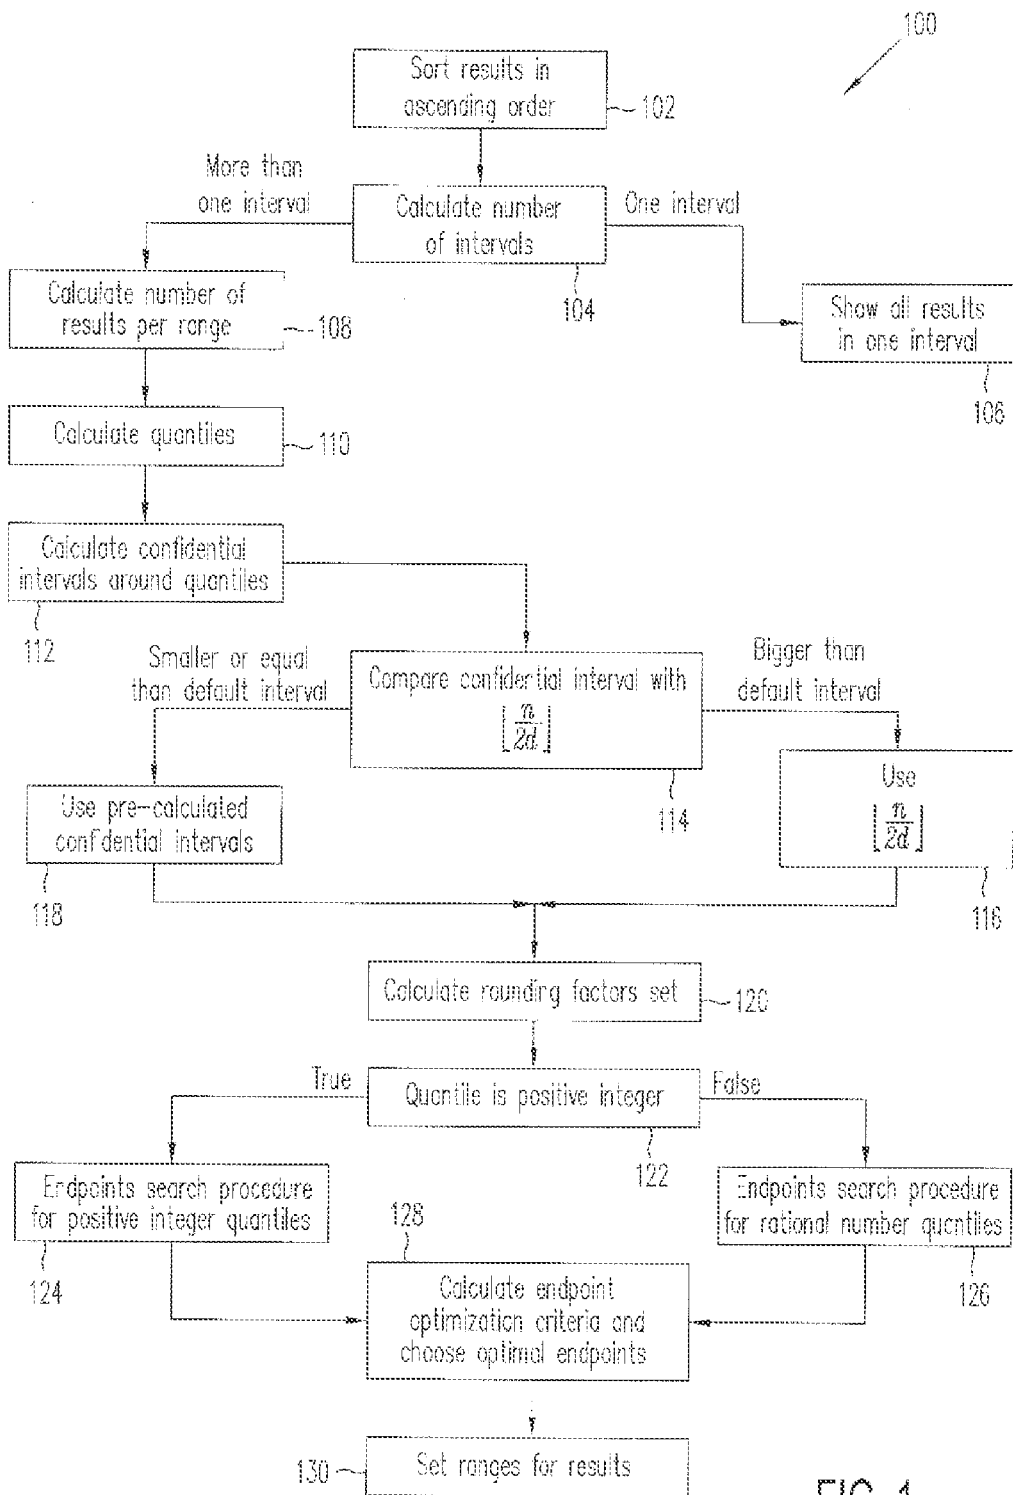 100
Sort results in
ascending order
102
More than
one interval
Calculate number
of intervals
One interval
104
Calculate number of
results per range
108
Show all results
in one interval
106
Calculate quantiles
110
Calculate confidential
intervals around quantiles
112
Smaller or equal
than default interval
Compare confidential interval with
⌊n/2d⌋
114
Bigger than
default interval
Use
⌊n/2d⌋
116
Use pre-calculated
confidential intervals
118
Calculate rounding factors set
120
True
Quantile is positive integer
False
122
Endpoints search procedure
for positive integer quantiles
124
Endpoints search procedure
for rational number quantiles
126
128
Calculate endpoint
optimization criteria and
choose optimal endpoints
130
Set ranges for results
FIG. 1